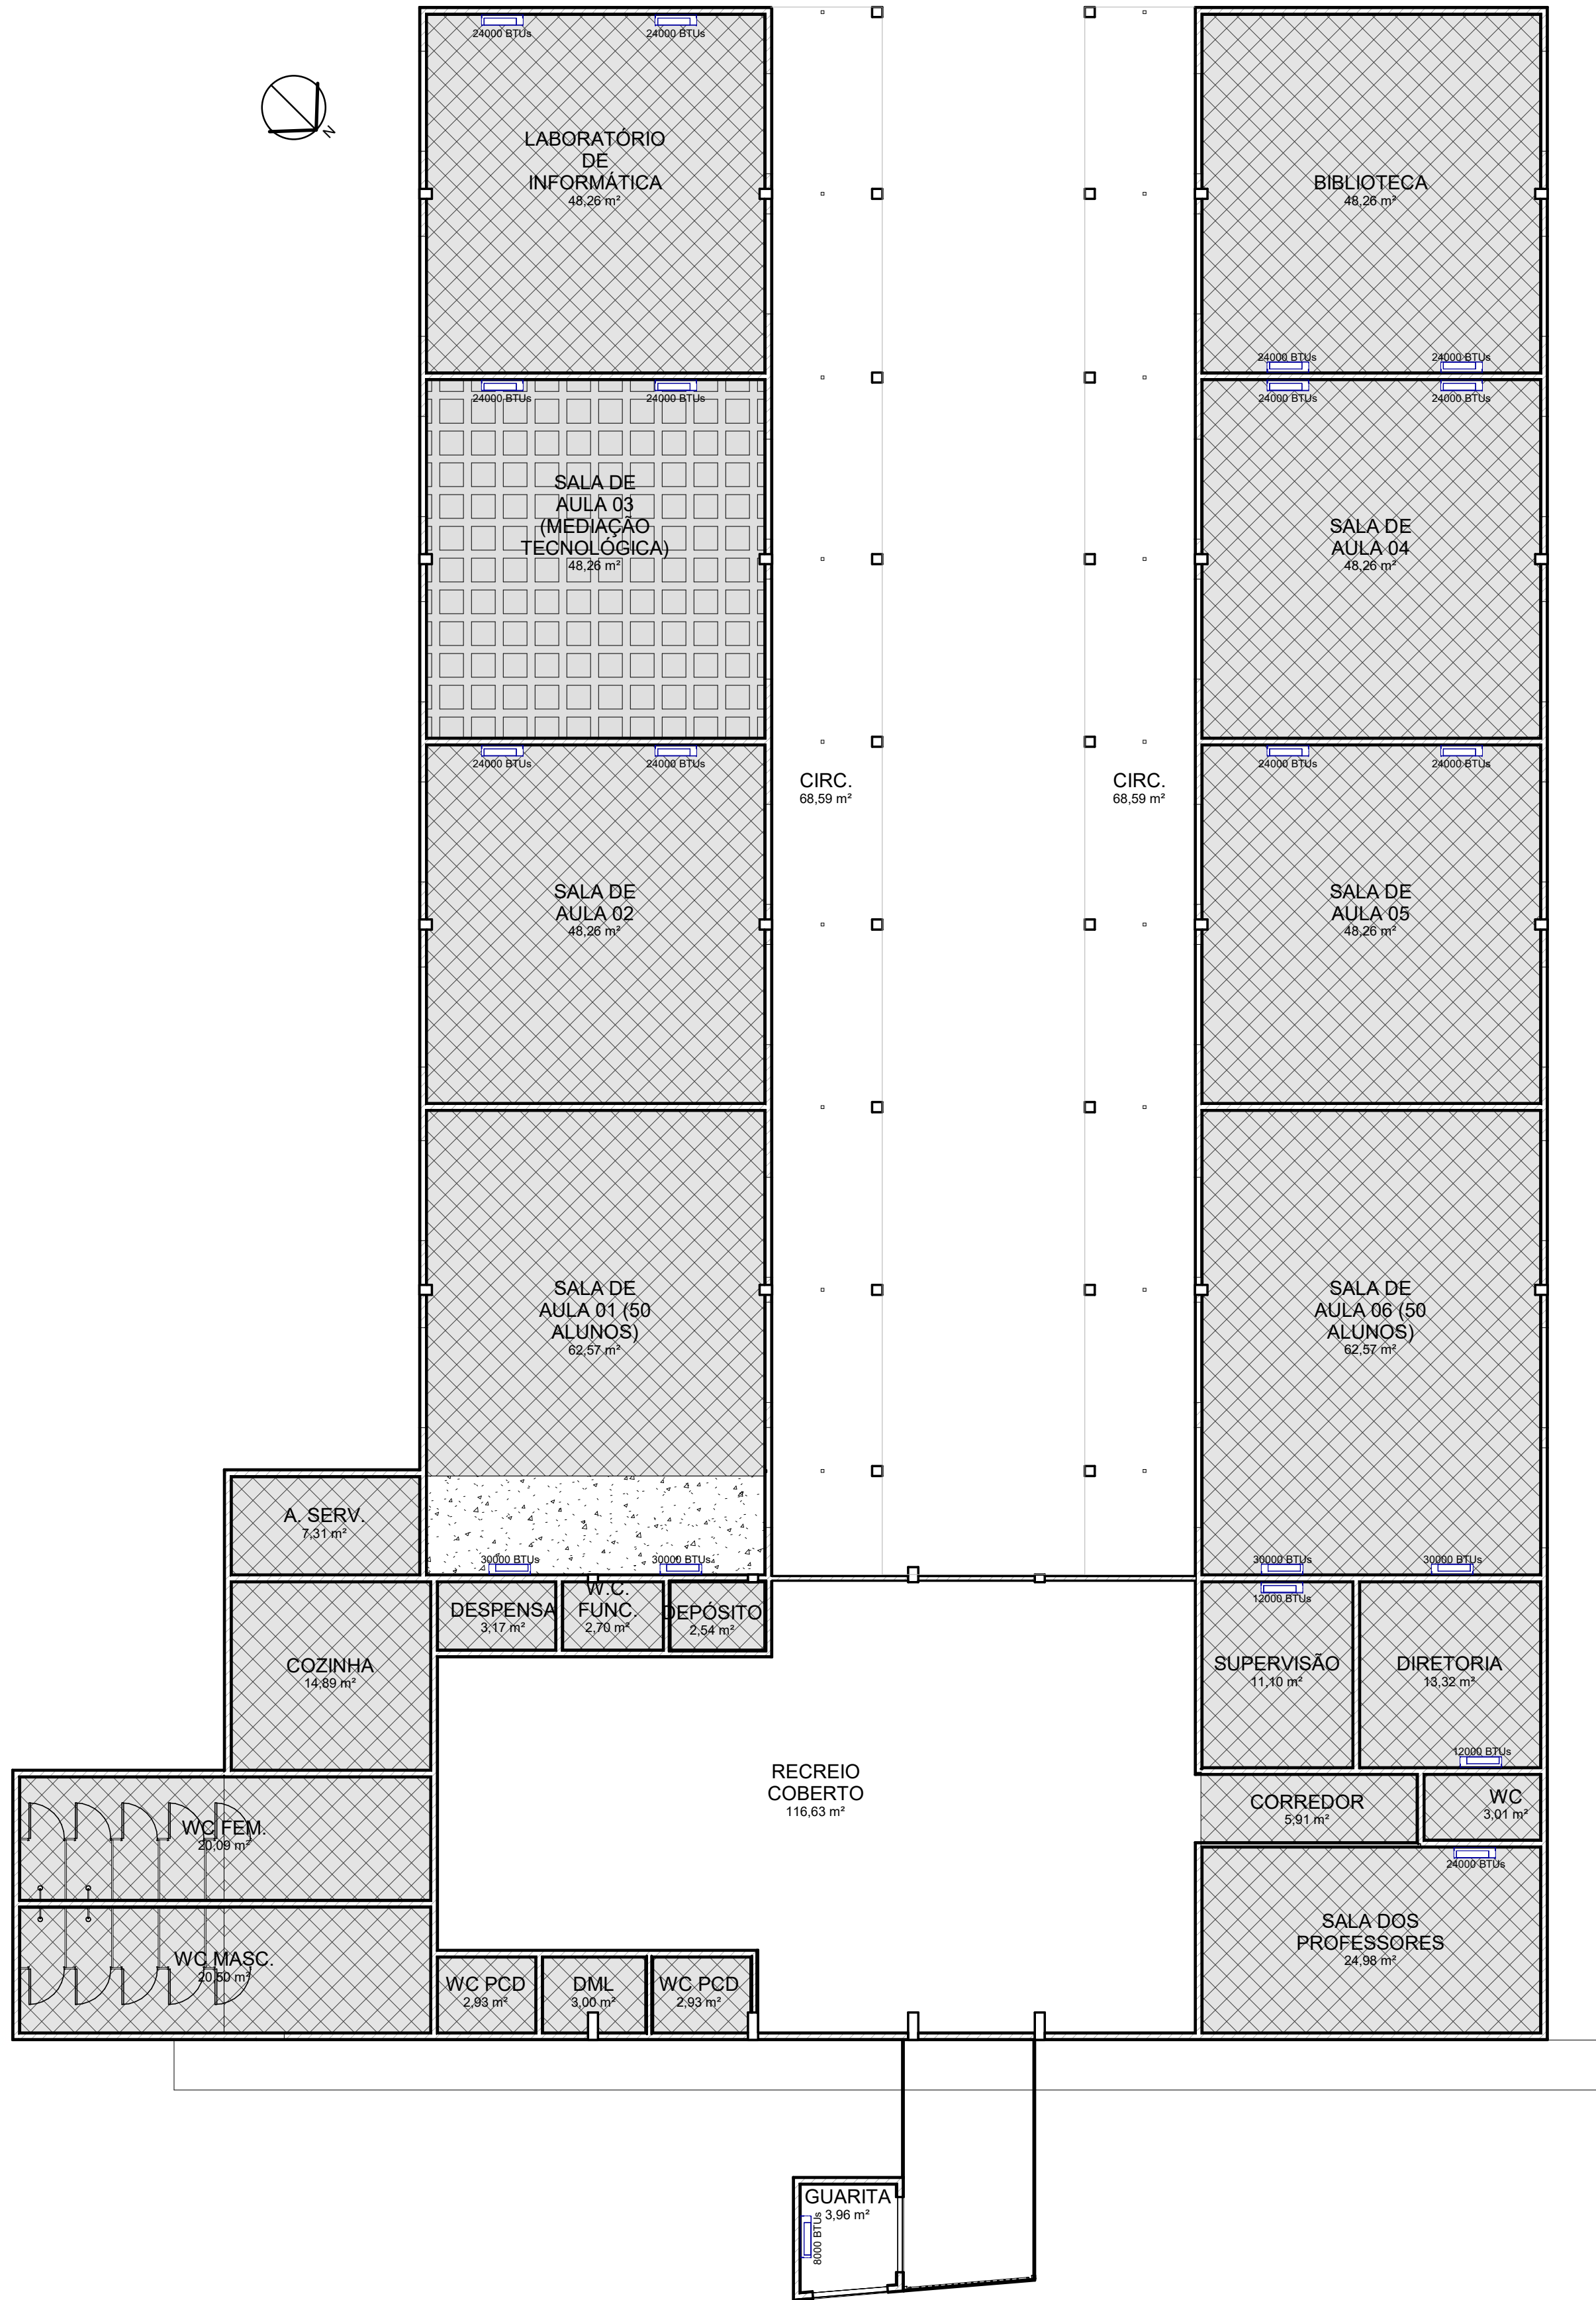 24000 BTUs
24000 BTUs
N
LABORATÓRIO
DE
INFORMÁTICA
48,26 m²
BIBLIOTECA
48,26 m²
24000 BTUs
24000 BTUs
24000 BTUs
24000 BTUs
24000 BTUs
24000 BTUs
SALA DE
AULA 03
(MEDIAÇÃO
TECNOLÓGICA)
48,26 m²
SALA DE
AULA 04
48,26 m²
24000 BTUs
24000 BTUs
24000 BTUs
24000 BTUs
CIRC.
68,59 m²
CIRC.
68,59 m²
SALA DE
AULA 02
48,26 m²
SALA DE
AULA 05
48,26 m²
SALA DE
AULA 01 (50
ALUNOS)
62,57 m²
SALA DE
AULA 06 (50
ALUNOS)
62,57 m²
A. SERV.
7,31 m²
30000 BTUs
30000 BTUs
30000 BTUs
30000 BTUs
12000 BTUs
DESPENSA
3,17 m²
W.C.
FUNC.
2,70 m²
DEPÓSITO
2,54 m²
COZINHA
14,89 m²
SUPERVISÃO
11,10 m²
DIRETORIA
13,32 m²
12000 BTUs
RECREIO
COBERTO
116,63 m²
CORREDOR
5,91 m²
WC
3,01 m²
WC FEM.
20,09 m²
24000 BTUs
SALA DOS
PROFESSORES
24,98 m²
WC MASC.
20,50 m²
WC PCD
2,93 m²
DML
3,00 m²
WC PCD
2,93 m²
GUARITA
3,96 m²
8000 BTUs